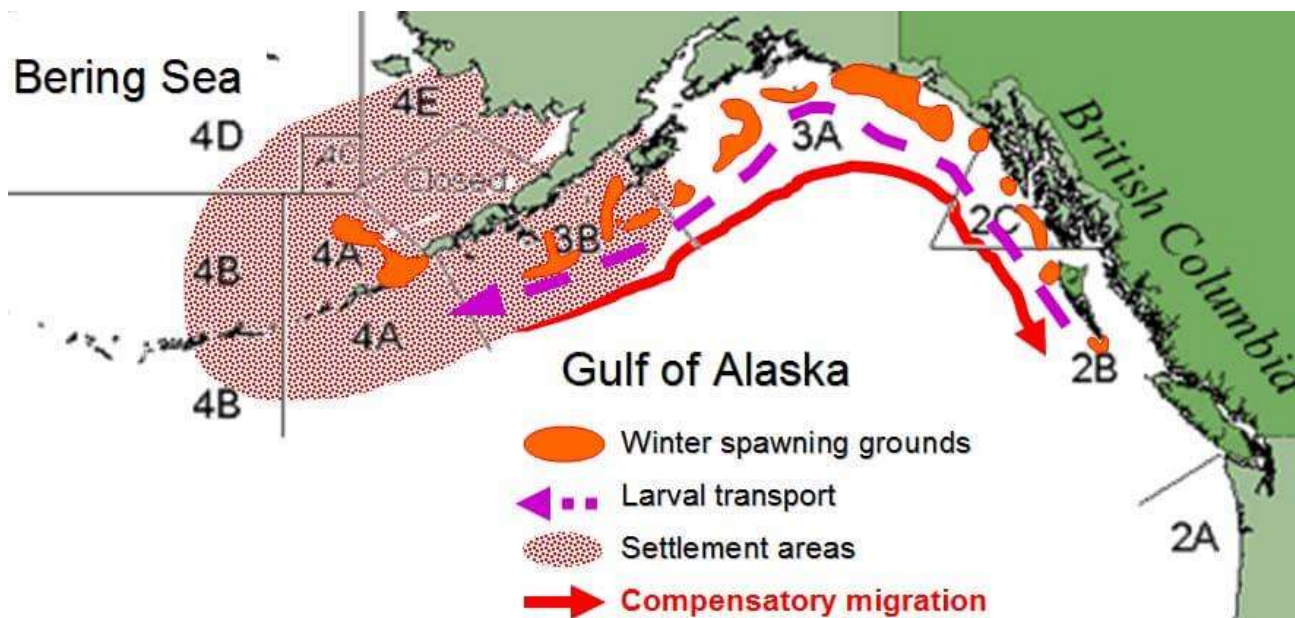 Bering Sea
4E
4D
4C
Closed
3A
British Columbia
2C
4A
3B
4B
4A
4B
2B
Gulf of Alaska
Winter spawning grounds
Larval transport
Settlement areas
Compensatory migration
2A